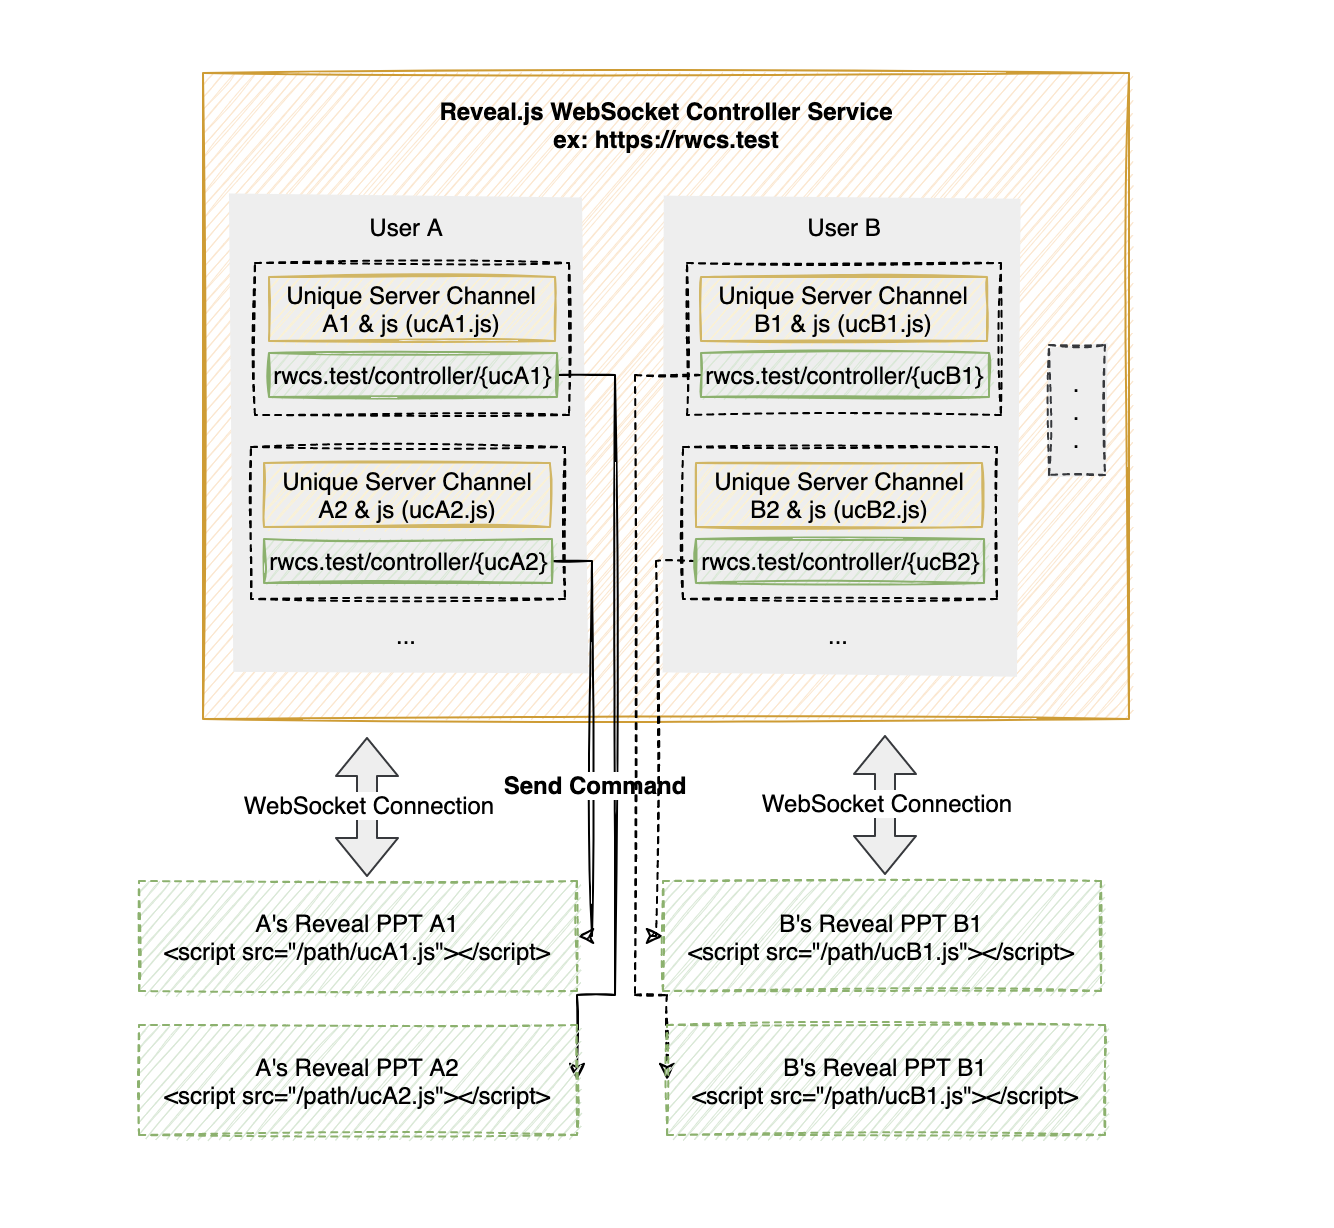 Reveal.js WebSocket Controller Service
ex: https://rwcs.test
User A
Unique Server Channel
A1 & js (ucA1.js)
rwcs.test/controller/{ucA1}
Unique Server Channel
A2 & js (ucA2.js)
rwcs.test/controller/{ucA2}
...
User B
Unique Server Channel
B1 & js (ucB1.js)
rwcs.test/controller/{ucB1}
Unique Server Channel
B2 & js (ucB2.js)
rwcs.test/controller/{ucB2}
...
.
.
.
Send Command
WebSocket Connection
WebSocket Connection
A's Reveal PPT A1
<script src="/path/ucA1.js"></script>
B's Reveal PPT B1
<script src="/path/ucB1.js"></script>
A's Reveal PPT A2
<script src="/path/ucA2.js"></script>
B's Reveal PPT B1
<script src="/path/ucB1.js"></script>